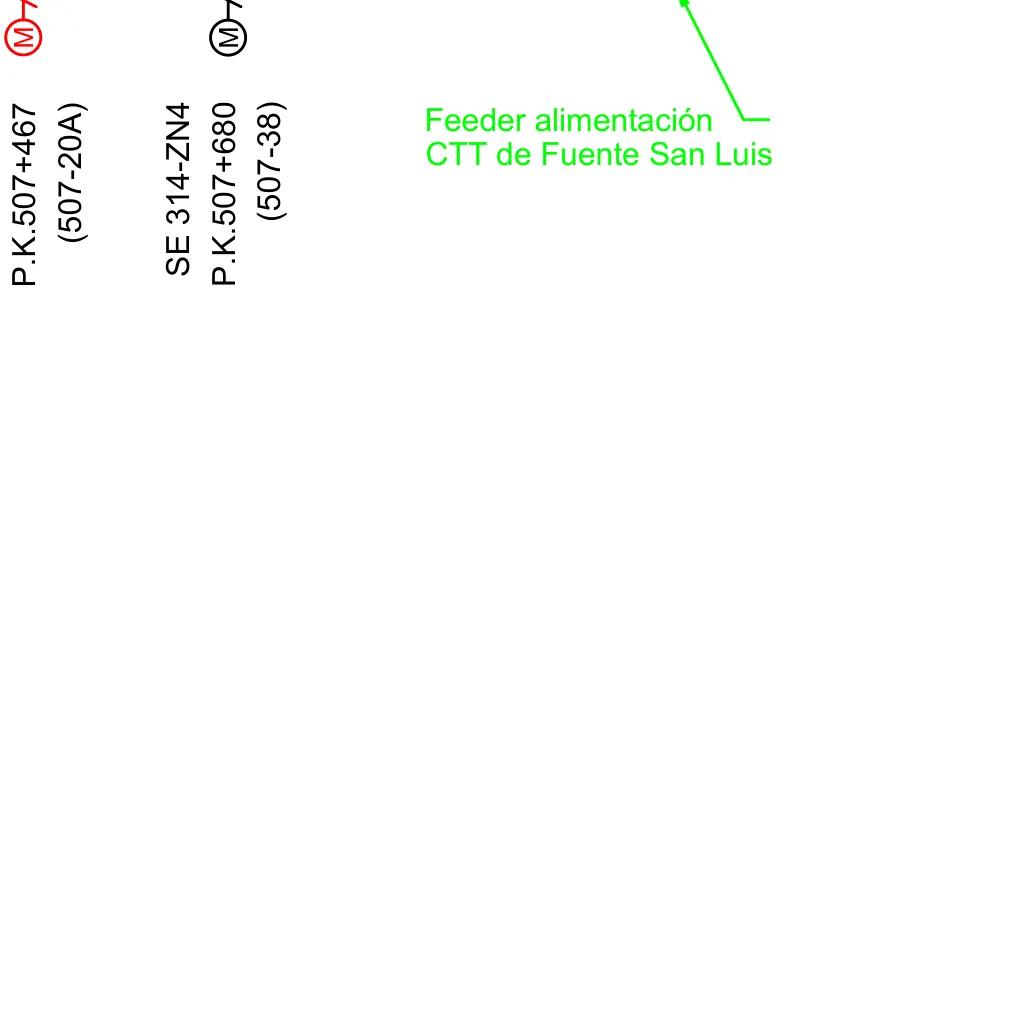 M
P.K.507+467
(507-20A)
M
SE 314-ZN4
P.K.507+680
(507-38)
Feeder alimentación
CTT de Fuente San Luis